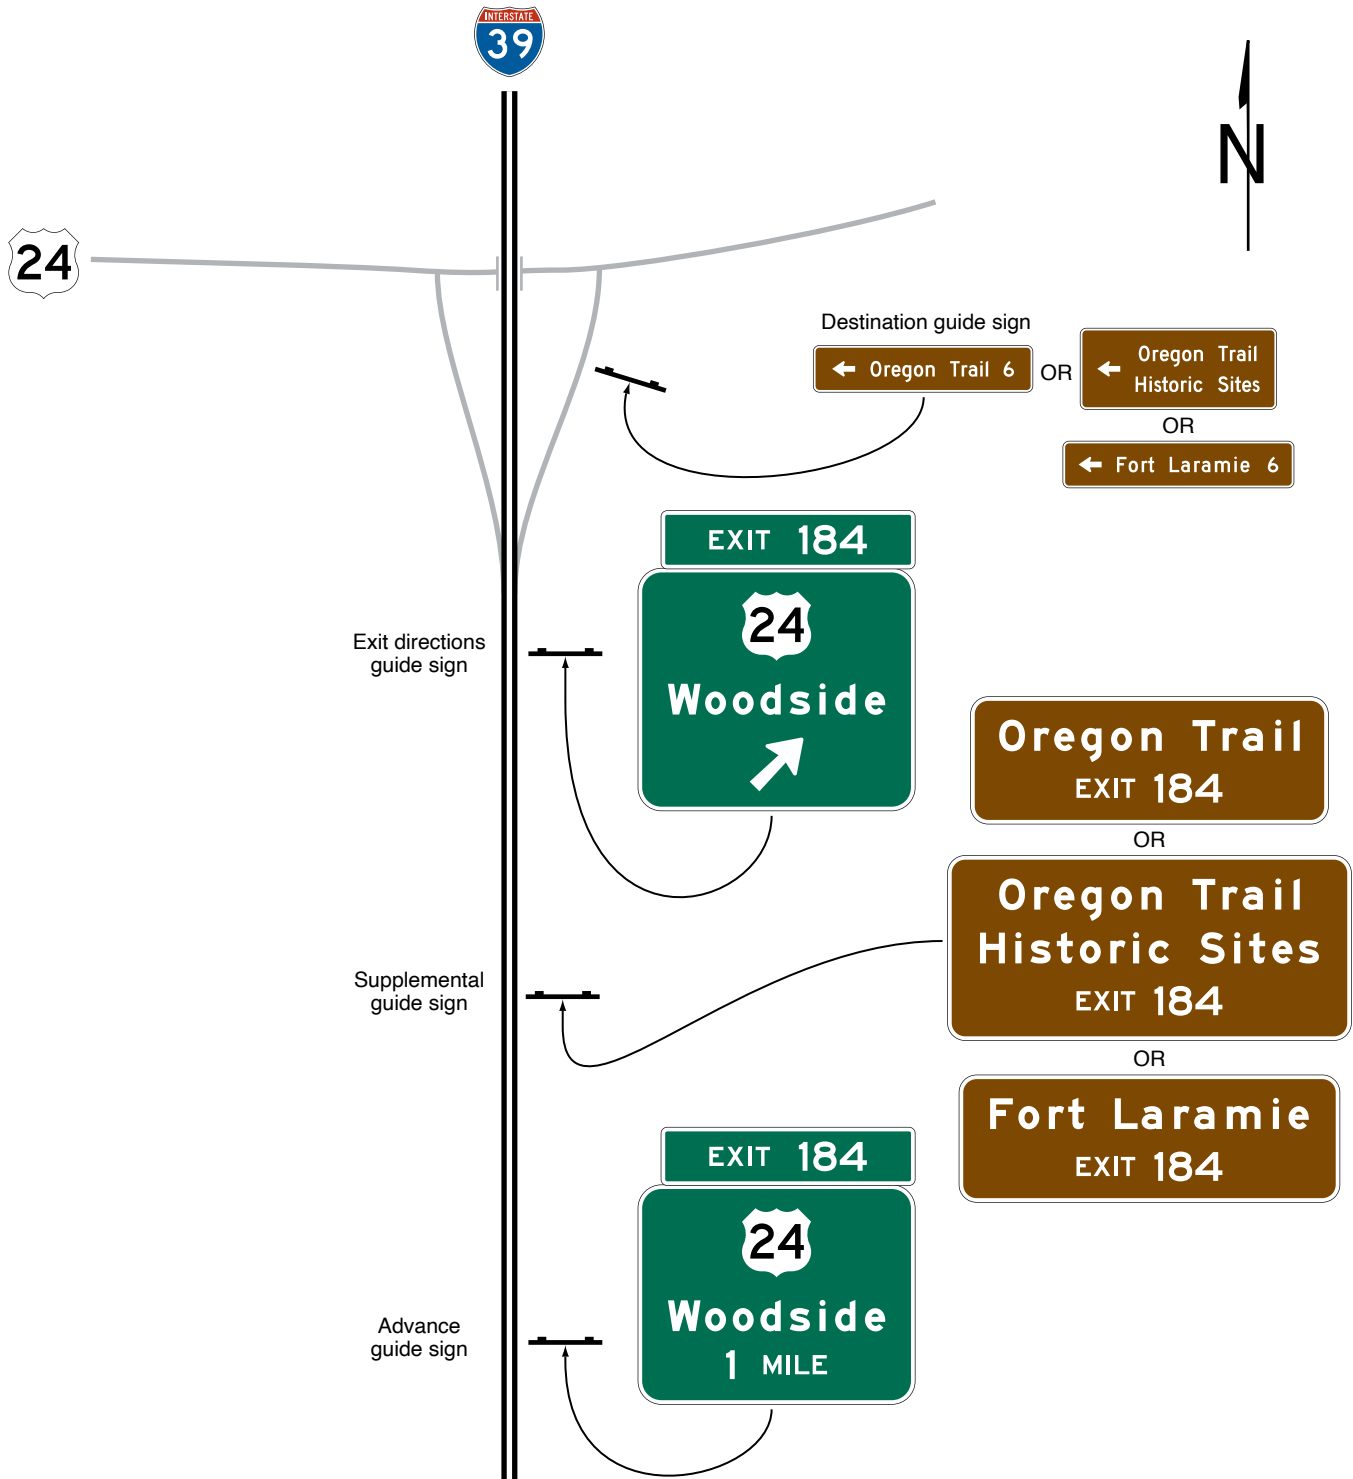 INTERSTATE
39
N
24
Destination guide sign
Oregon Trail 6
OR
Oregon Trail
Historic Sites
OR
Fort Laramie 6
EXIT 184
24
Woodside
Exit directions
guide sign
Oregon Trail
EXIT 184
OR
Oregon Trail
Historic Sites
EXIT 184
Supplemental
guide sign
OR
Fort Laramie
EXIT 184
EXIT 184
24
Woodside
1 MILE
Advance
guide sign